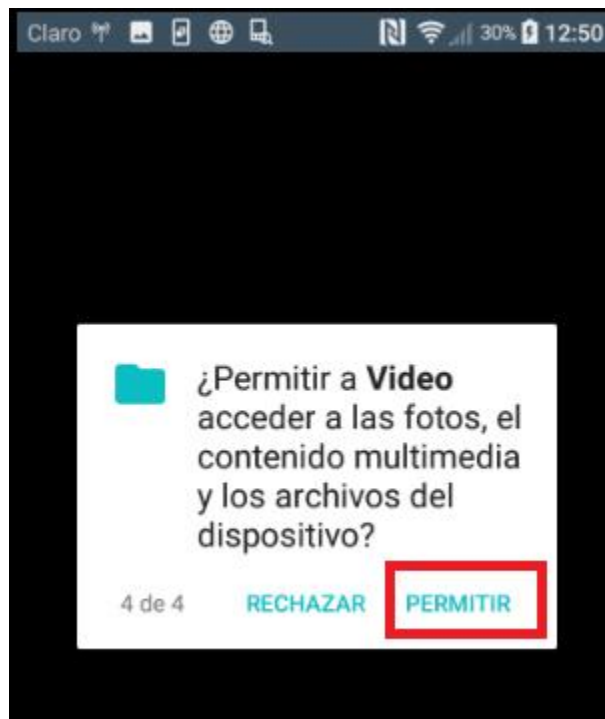 Claro 30% 12:50
¿Permitir a Video
acceder a las fotos, el
contenido multimedia
y los archivos del
dispositivo?
4 de 4 RECHAZAR PERMITIR